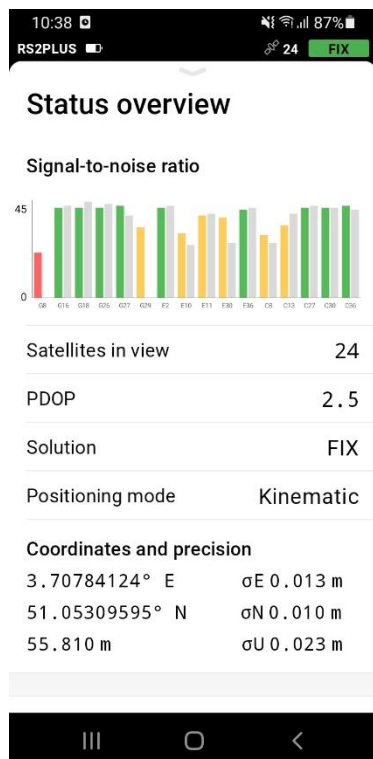 10:38 87%
RS2PLUS 24 FIX
Status overview
Signal-to-noise ratio
45
0
G8 G16 G18 G26 G27 G29 E2 E10 E11 E30 E36 C8 C13 C27 C30 C36
Satellites in view 24
PDOP 2.5
Solution FIX
Positioning mode Kinematic
Coordinates and precision
3.70784124° E σE 0.013 m
51.05309595° N σN 0.010 m
55.810 m σU 0.023 m